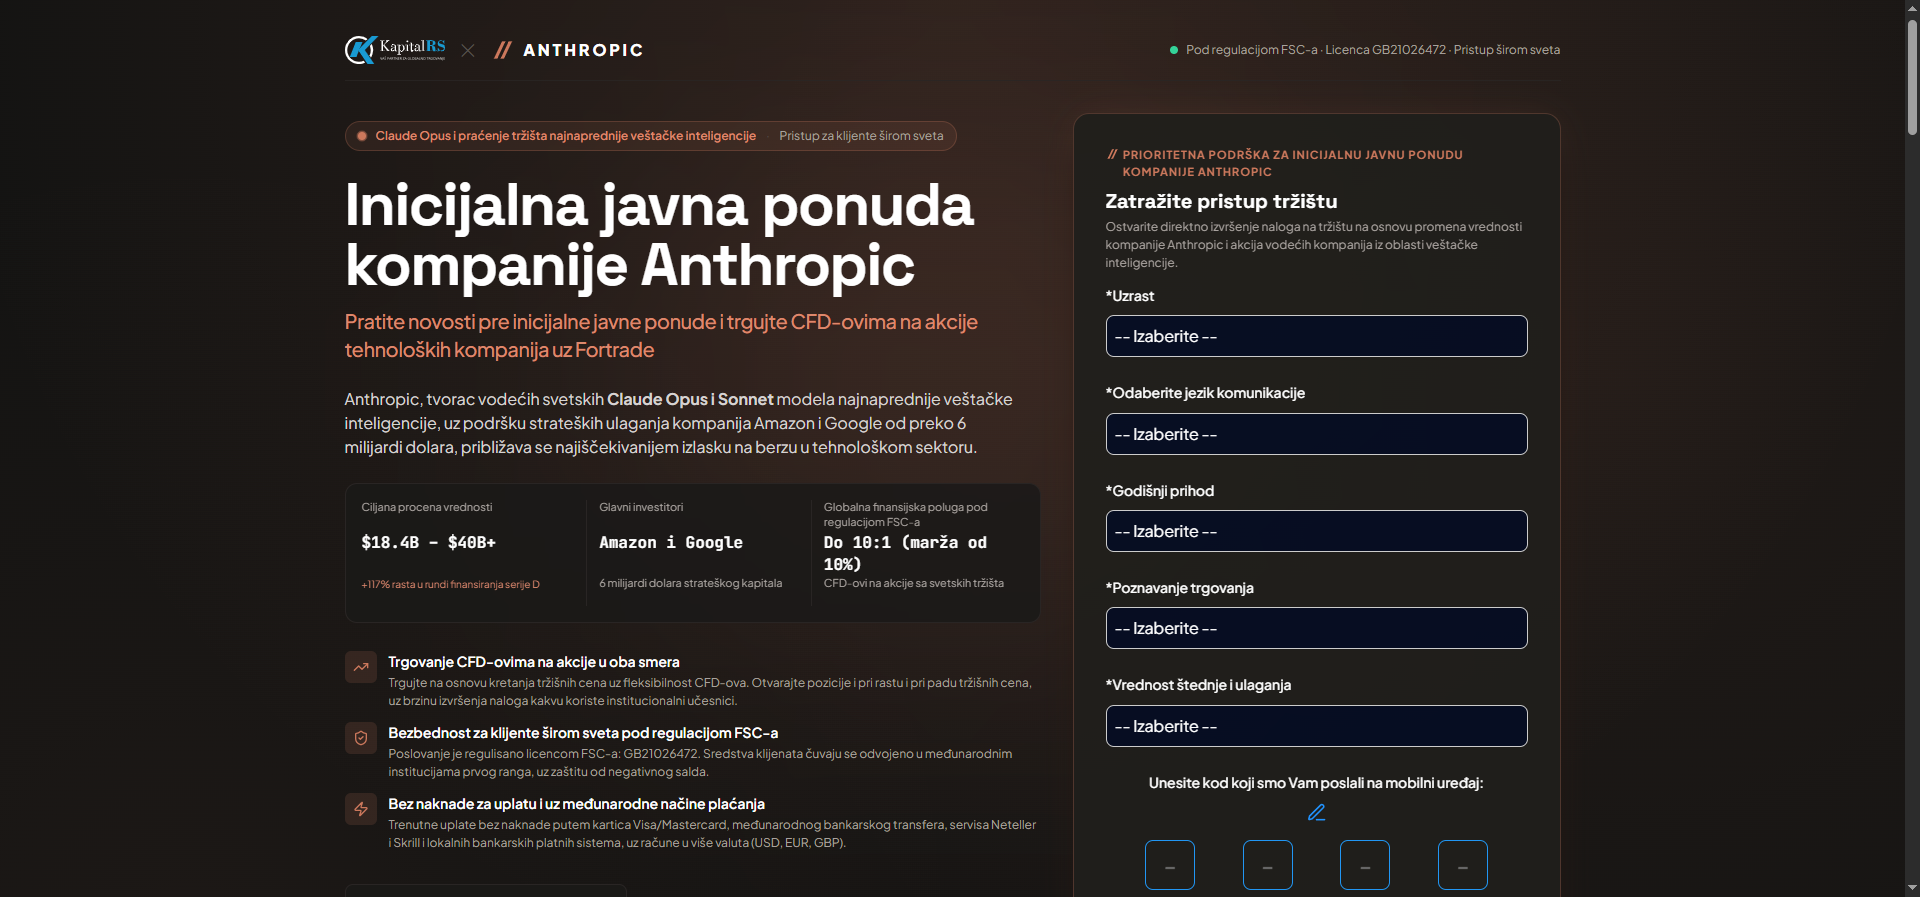 KapitalRS
VAŠ PARTNER ZA GLOBALNO TRGOVANJE
// ANTHROPIC
Pod regulacijom FSC-a · Licenca GB21026472 · Pristup širom sveta
Claude Opus i praćenje tržišta najnaprednije veštačke inteligencije · Pristup za klijente širom sveta
Inicijalna javna ponuda
kompanije Anthropic
Pratite novosti pre inicijalne javne ponude i trgujte CFD-ovima na akcije
tehnoloških kompanija uz Fortrade
Anthropic, tvorac vodećih svetskih Claude Opus i Sonnet modela najnaprednije veštačke
inteligencije, uz podršku strateških ulaganja kompanija Amazon i Google od preko 6
milijardi dolara, približava se najiščekivanijem izlasku na berzu u tehnološkom sektoru.
Ciljana procena vrednosti
$18.4B – $40B+
+117% rasta u rundi finansiranja serije D
Glavni investitori
Amazon i Google
6 milijardi dolara strateškog kapitala
Globalna finansijska poluga pod
regulacijom FSC-a
Do 10:1 (marža od
10%)
CFD-ovi na akcije sa svetskih tržišta
Trgovanje CFD-ovima na akcije u oba smera
Trgujte na osnovu kretanja tržišnih cena uz fleksibilnost CFD-ova. Otvarajte pozicije i pri rastu i pri padu tržišnih cena,
uz brzinu izvršenja naloga kakvu koriste institucionalni učesnici.
Bezbednost za klijente širom sveta pod regulacijom FSC-a
Poslovanje je regulisano licencom FSC-a: GB21026472. Sredstva klijenata čuvaju se odvojeno u međunarodnim
institucijama prvog ranga, uz zaštitu od negativnog salda.
Bez naknade za uplatu i uz međunarodne načine plaćanja
Trenutne uplate bez naknade putem kartica Visa/Mastercard, međunarodnog bankarskog transfera, servisa Neteller
i Skrill i lokalnih bankarskih platnih sistema, uz račune u više valuta (USD, EUR, GBP).
// PRIORITETNA PODRŠKA ZA INICIJALNU JAVNU PONUDU
KOMPANIJE ANTHROPIC
Zatražite pristup tržištu
Ostvarite direktno izvršenje naloga na tržištu na osnovu promena vrednosti
kompanije Anthropic i akcija vodećih kompanija iz oblasti veštačke
inteligencije.
*Uzrast
-- Izaberite --
*Odaberite jezik komunikacije
-- Izaberite --
*Godišnji prihod
-- Izaberite --
*Poznavanje trgovanja
-- Izaberite --
*Vrednost štednje i ulaganja
-- Izaberite --
Unesite kod koji smo Vam poslali na mobilni uređaj:
– – – –